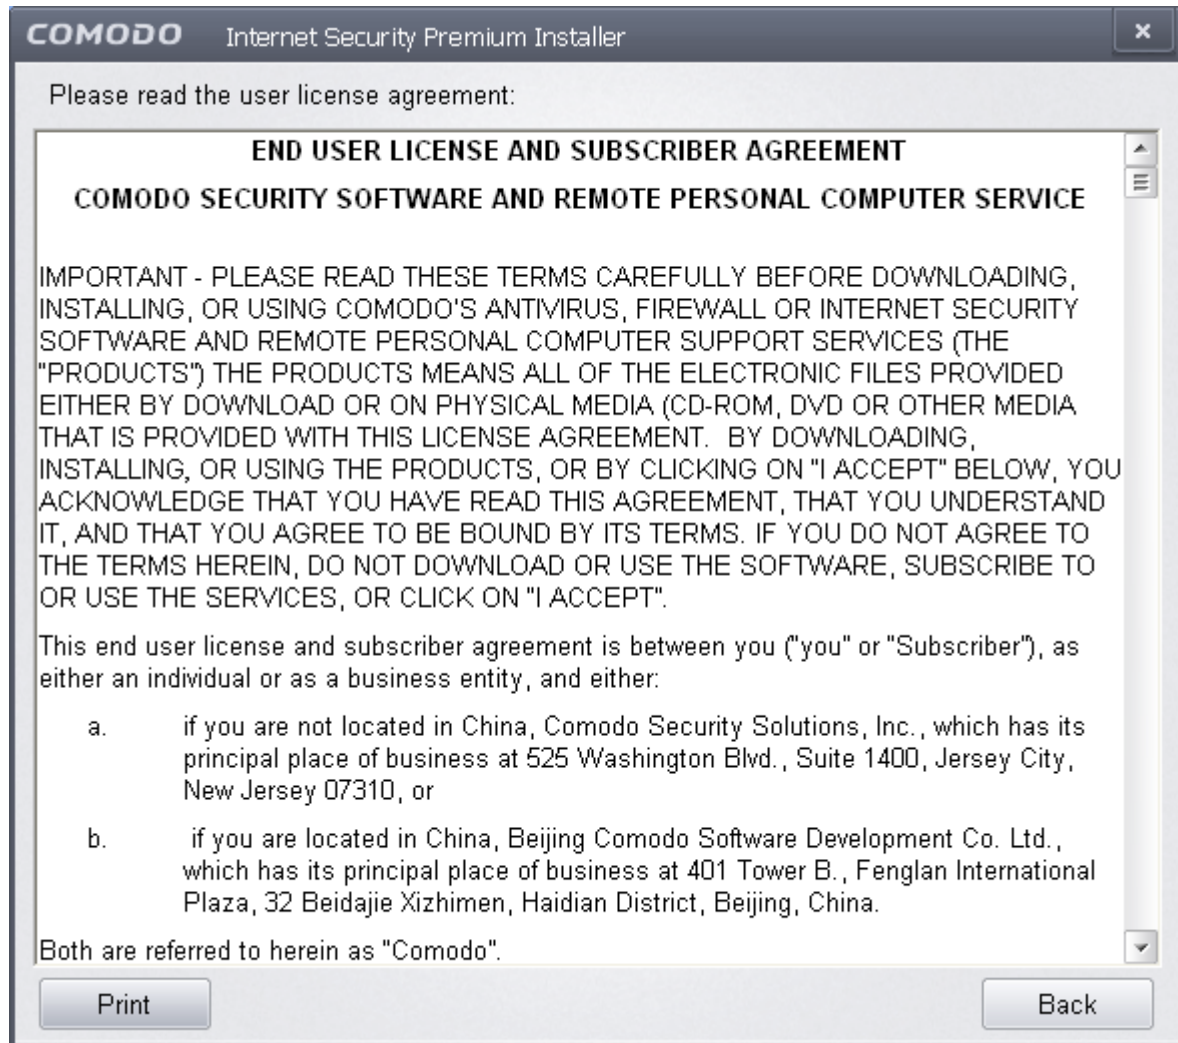 COMODO Internet Security Premium Installer
Please read the user license agreement:
END USER LICENSE AND SUBSCRIBER AGREEMENT
COMODO SECURITY SOFTWARE AND REMOTE PERSONAL COMPUTER SERVICE
IMPORTANT - PLEASE READ THESE TERMS CAREFULLY BEFORE DOWNLOADING,
INSTALLING, OR USING COMODO'S ANTIVIRUS, FIREWALL OR INTERNET SECURITY
SOFTWARE AND REMOTE PERSONAL COMPUTER SUPPORT SERVICES (THE
"PRODUCTS") THE PRODUCTS MEANS ALL OF THE ELECTRONIC FILES PROVIDED
EITHER BY DOWNLOAD OR ON PHYSICAL MEDIA (CD-ROM, DVD OR OTHER MEDIA
THAT IS PROVIDED WITH THIS LICENSE AGREEMENT.  BY DOWNLOADING,
INSTALLING, OR USING THE PRODUCTS, OR BY CLICKING ON "I ACCEPT" BELOW, YOU
ACKNOWLEDGE THAT YOU HAVE READ THIS AGREEMENT, THAT YOU UNDERSTAND
IT, AND THAT YOU AGREE TO BE BOUND BY ITS TERMS. IF YOU DO NOT AGREE TO
THE TERMS HEREIN, DO NOT DOWNLOAD OR USE THE SOFTWARE, SUBSCRIBE TO
OR USE THE SERVICES, OR CLICK ON "I ACCEPT".
This end user license and subscriber agreement is between you ("you" or "Subscriber"), as
either an individual or as a business entity, and either:
a. if you are not located in China, Comodo Security Solutions, Inc., which has its
principal place of business at 525 Washington Blvd., Suite 1400, Jersey City,
New Jersey 07310, or
b. if you are located in China, Beijing Comodo Software Development Co. Ltd.,
which has its principal place of business at 401 Tower B., Fenglan International
Plaza, 32 Beidajie Xizhimen, Haidian District, Beijing, China.
Both are referred to herein as "Comodo".
Print Back